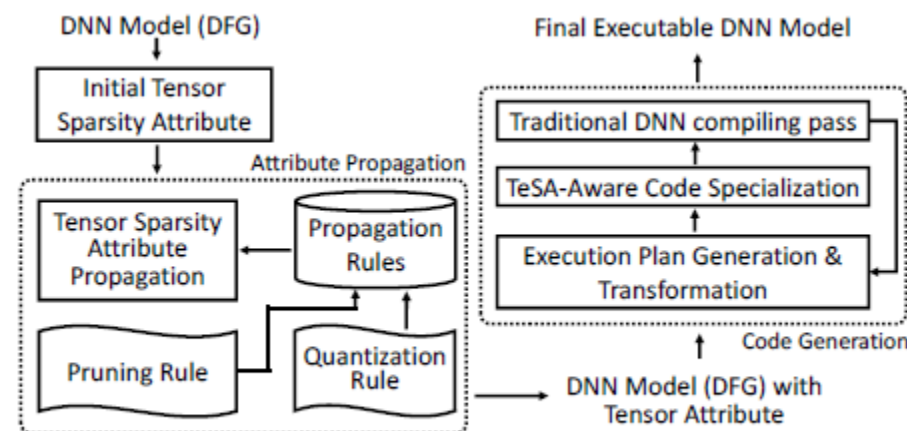 DNN Model (DFG)
Initial Tensor
Sparsity Attribute
Attribute Propagation
Tensor Sparsity
Attribute
Propagation
Propagation
Rules
Pruning Rule
Quantization
Rule
DNN Model (DFG) with
Tensor Attribute
Final Executable DNN Model
Traditional DNN compiling pass
TeSA-Aware Code Specialization
Execution Plan Generation &
Transformation
Code Generation